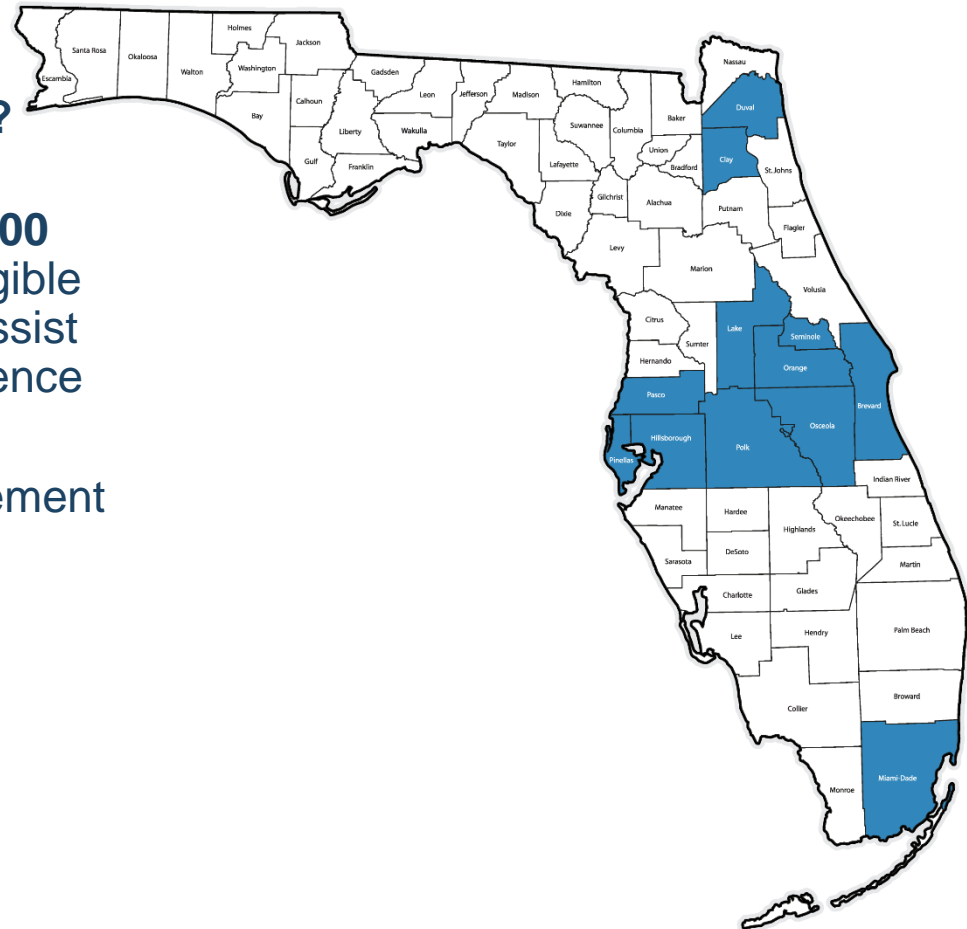 ?
00
gible
ssist
ence
ement
Escambia
Santa Rosa
Okaloosa
Walton
Holmes
Washington
Bay
Jackson
Calhoun
Gulf
Liberty
Franklin
Gadsden
Leon
Wakulla
Jefferson
Madison
Taylor
Hamilton
Suwannee
Lafayette
Dixie
Columbia
Gilchrist
Levy
Baker
Union
Bradford
Alachua
Nassau
Duval
Clay
St. Johns
Putnam
Flagler
Marion
Volusia
Citrus
Sumter
Lake
Seminole
Hernando
Orange
Pasco
Brevard
Hillsborough
Pinellas
Polk
Osceola
Indian River
Manatee
Hardee
Highlands
Okeechobee
St. Lucie
Sarasota
DeSoto
Martin
Charlotte
Glades
Lee
Hendry
Palm Beach
Broward
Collier
Monroe
Miami-Dade